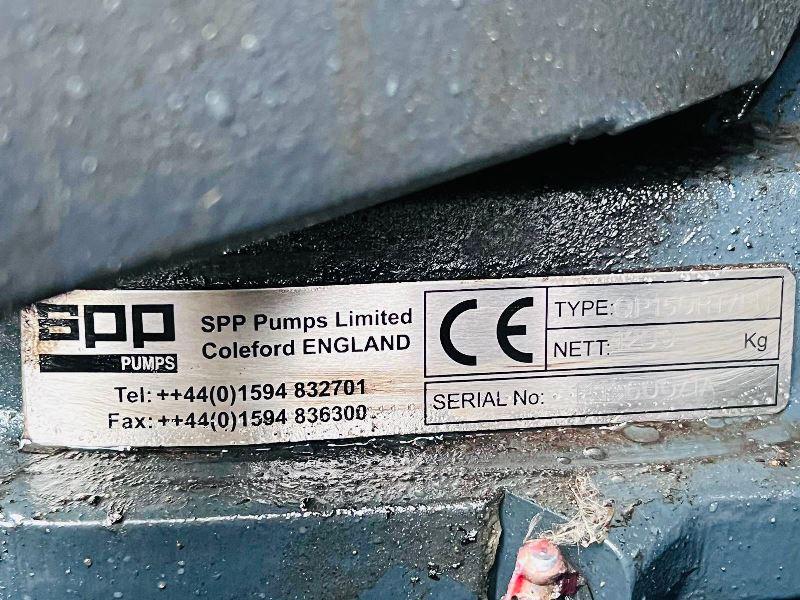 spp
PUMPS
SPP Pumps Limited
Coleford ENGLAND
Tel: ++44(0)1594 832701
Fax: ++44(0)1594 836300
CE
TYPE:
NETT: Kg
SERIAL No: